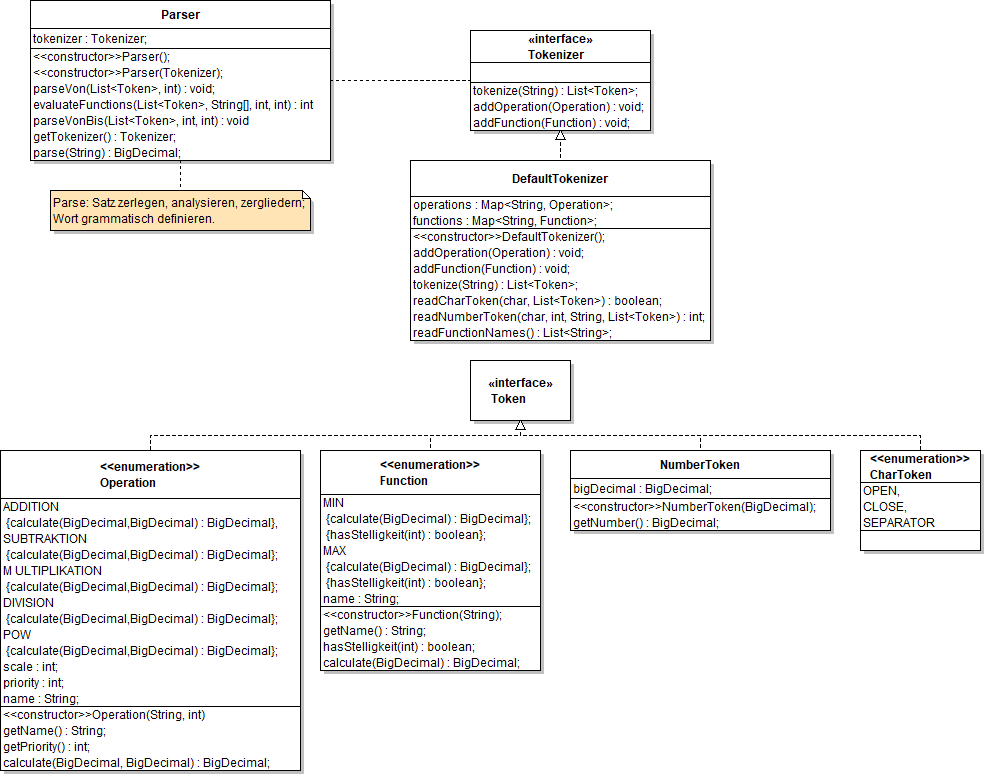 Parser
tokenizer : Tokenizer;
<<constructor>>Parser();
<<constructor>>Parser(Tokenizer);
parseVon(List<Token>, int) : void;
evaluateFunctions(List<Token>, String[], int, int) : int
parseVonBis(List<Token>, int, int) : void
getTokenizer() : Tokenizer;
parse(String) : BigDecimal;
Parse: Satz zerlegen, analysieren, zergliedern;
Wort grammatisch definieren.
«interface»
Tokenizer
tokenize(String) : List<Token>;
addOperation(Operation) : void;
addFunction(Function) : void;
DefaultTokenizer
operations : Map<String, Operation>;
functions : Map<String, Function>;
<<constructor>>DefaultTokenizer();
addOperation(Operation) : void;
addFunction(Function) : void;
tokenize(String) : List<Token>;
readCharToken(char, List<Token>) : boolean;
readNumberToken(char, int, String, List<Token>) : int;
readFunctionNames() : List<String>;
«interface»
Token
<<enumeration>>
Operation
ADDITION
{calculate(BigDecimal,BigDecimal) : BigDecimal},
SUBTRAKTION
{calculate(BigDecimal,BigDecimal) : BigDecimal};
M ULTIPLIKATION
{calculate(BigDecimal,BigDecimal) : BigDecimal};
DIVISION
{calculate(BigDecimal,BigDecimal) : BigDecimal};
POW
{calculate(BigDecimal,BigDecimal) : BigDecimal};
scale : int;
priority : int;
name : String;
<<constructor>>Operation(String, int)
getName() : String;
getPriority() : int;
calculate(BigDecimal, BigDecimal) : BigDecimal;
<<enumeration>>
Function
MIN
{calculate(BigDecimal) : BigDecimal};
{hasStelligkeit(int) : boolean};
MAX
{calculate(BigDecimal) : BigDecimal};
{hasStelligkeit(int) : boolean};
name : String;
<<constructor>>Function(String);
getName() : String;
hasStelligkeit(int) : boolean;
calculate(BigDecimal) : BigDecimal;
NumberToken
bigDecimal : BigDecimal;
<<constructor>>NumberToken(BigDecimal);
getNumber() : BigDecimal;
<<enumeration>>
CharToken
OPEN,
CLOSE,
SEPARATOR